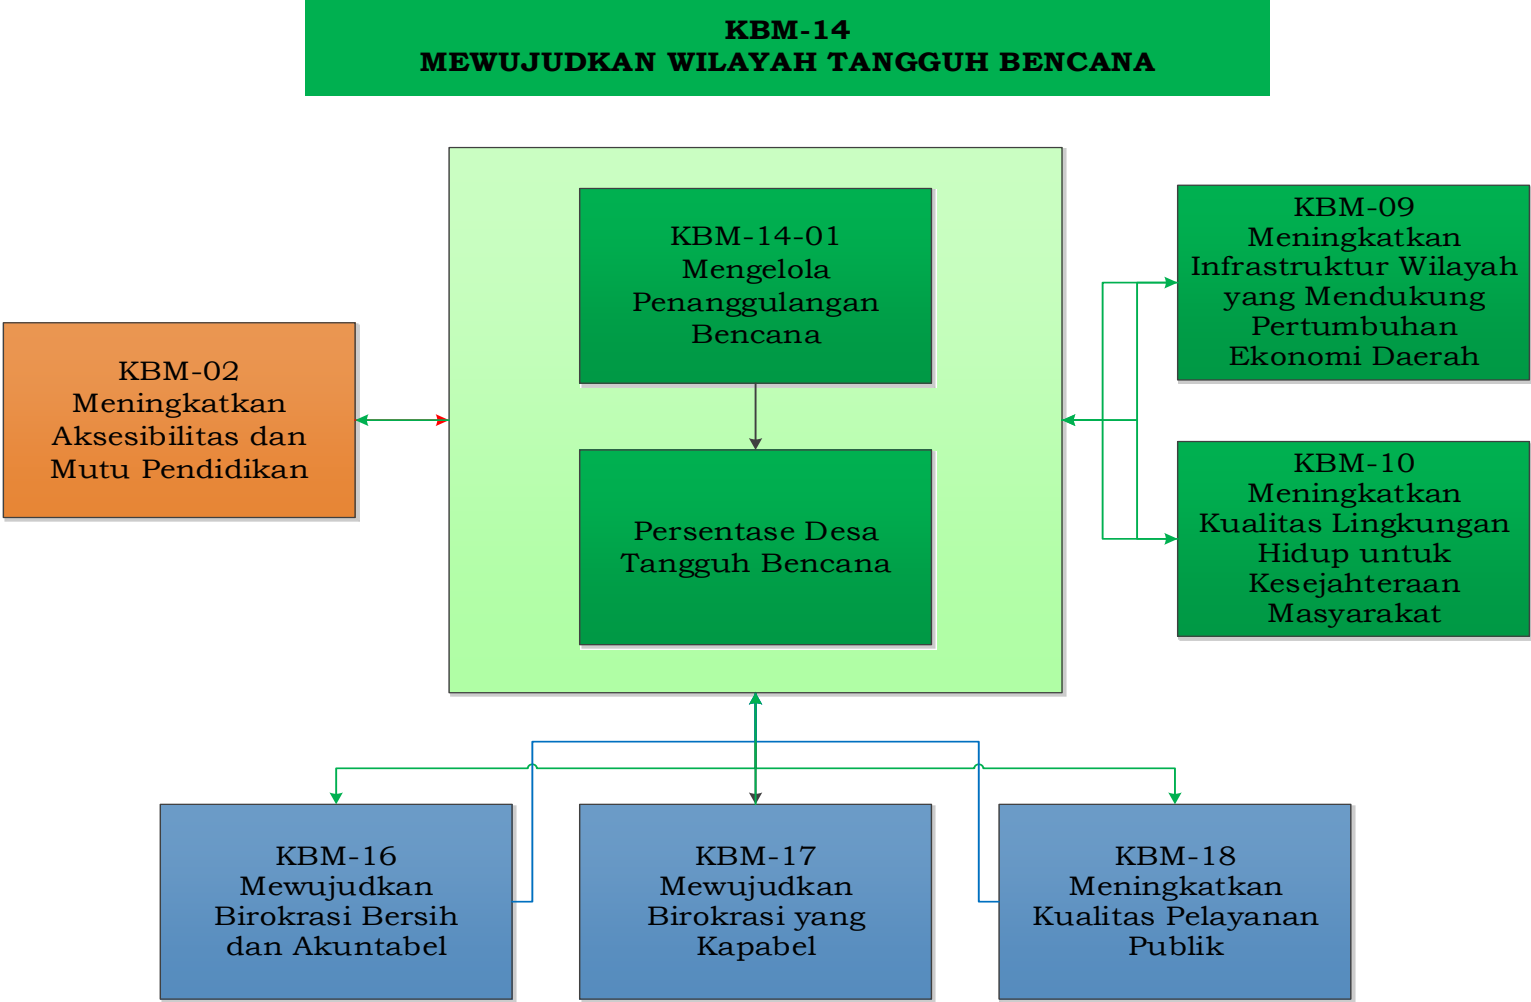 KBM-14
MEWUJUDKAN WILAYAH TANGGUH BENCANA
KBM-14-01
Mengelola
Penanggulangan
Bencana
Persentase Desa
Tangguh Bencana
KBM-02
Meningkatkan
Aksesibilitas dan
Mutu Pendidikan
KBM-09
Meningkatkan
Infrastruktur Wilayah
yang Mendukung
Pertumbuhan
Ekonomi Daerah
KBM-10
Meningkatkan
Kualitas Lingkungan
Hidup untuk
Kesejahteraan
Masyarakat
KBM-16
Mewujudkan
Birokrasi Bersih
dan Akuntabel
KBM-17
Mewujudkan
Birokrasi yang
Kapabel
KBM-18
Meningkatkan
Kualitas Pelayanan
Publik